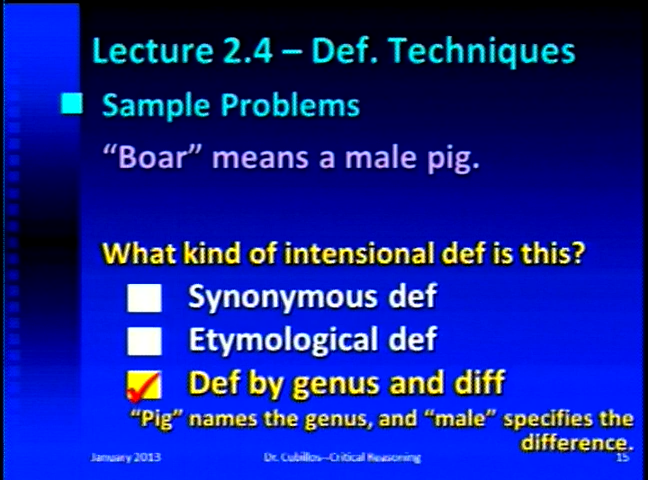 Lecture 2.4 – Def. Techniques
Sample Problems
“Boar” means a male pig.
What kind of intensional def is this?
Synonymous def
Etymological def
Def by genus and diff
“Pig” names the genus, and “male” specifies the
difference.
January 2013 Dr. Cubillos--Critical Reasoning 15